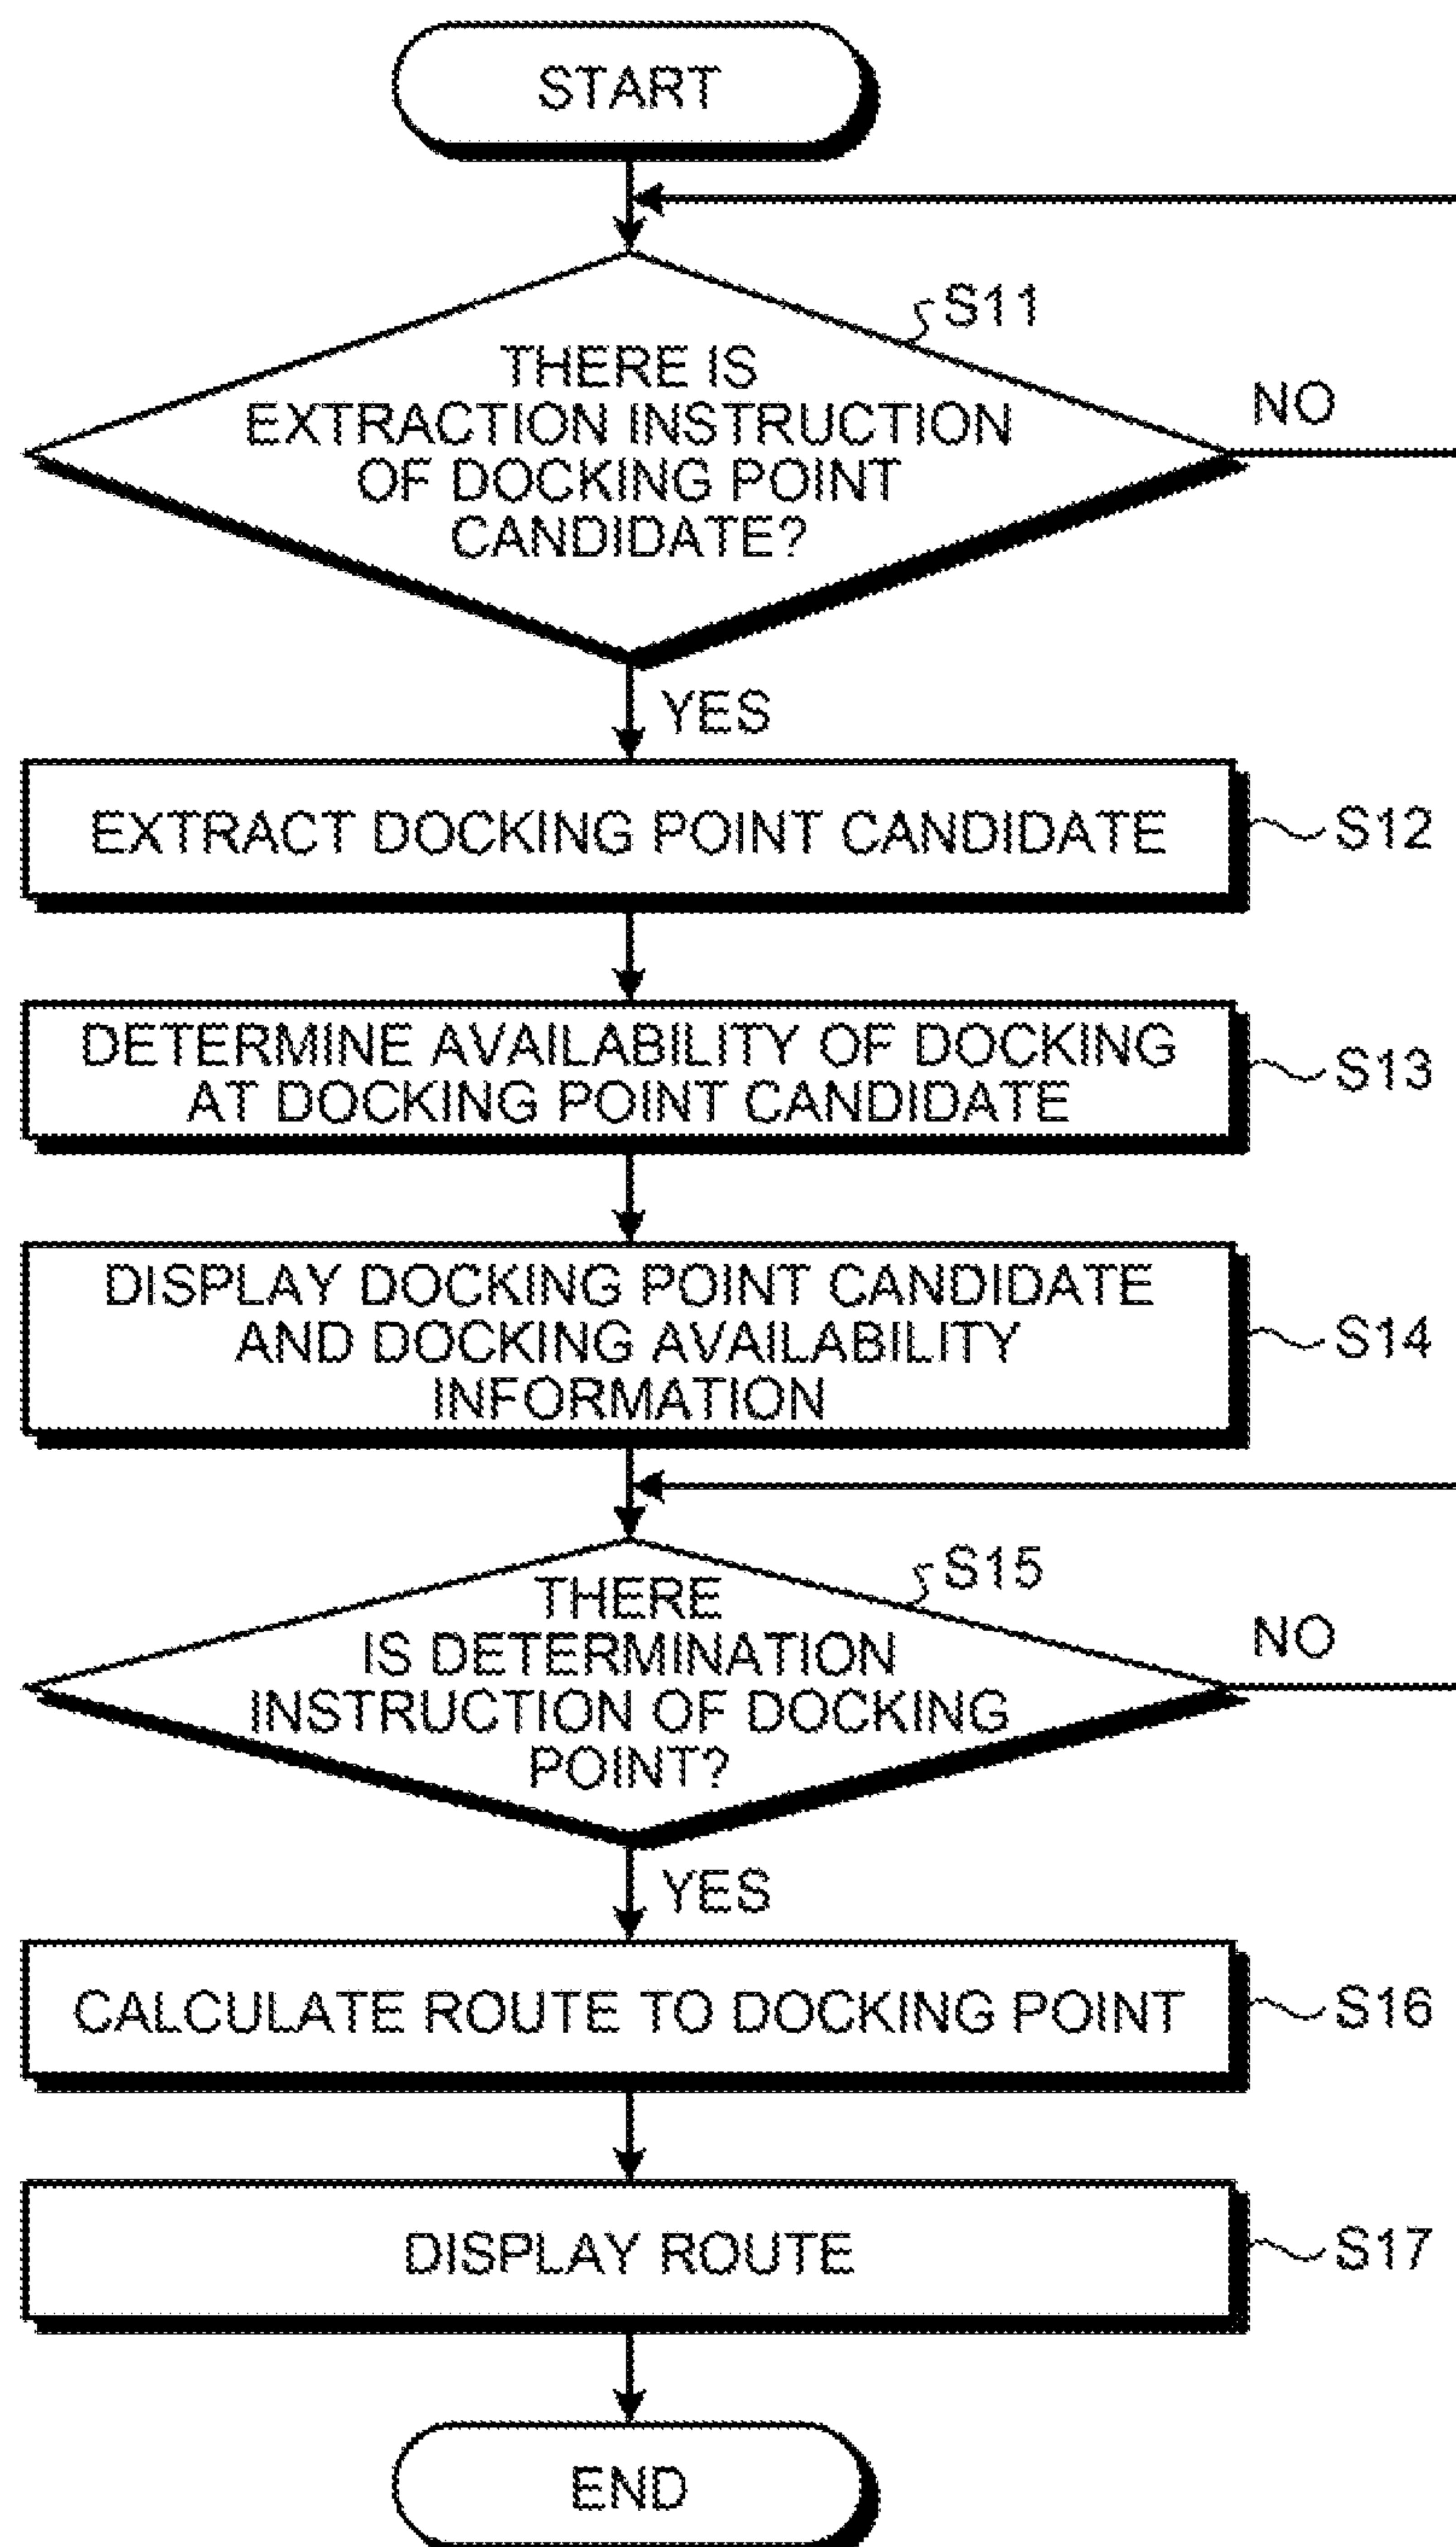 START
S11
THERE IS
EXTRACTION INSTRUCTION
OF DOCKING POINT
CANDIDATE?
NO
YES
EXTRACT DOCKING POINT CANDIDATE
S12
DETERMINE AVAILABILITY OF DOCKING
AT DOCKING POINT CANDIDATE
S13
DISPLAY DOCKING POINT CANDIDATE
AND DOCKING AVAILABILITY
INFORMATION
S14
S15
THERE
IS DETERMINATION
INSTRUCTION OF DOCKING
POINT?
NO
YES
CALCULATE ROUTE TO DOCKING POINT
S16
DISPLAY ROUTE
S17
END